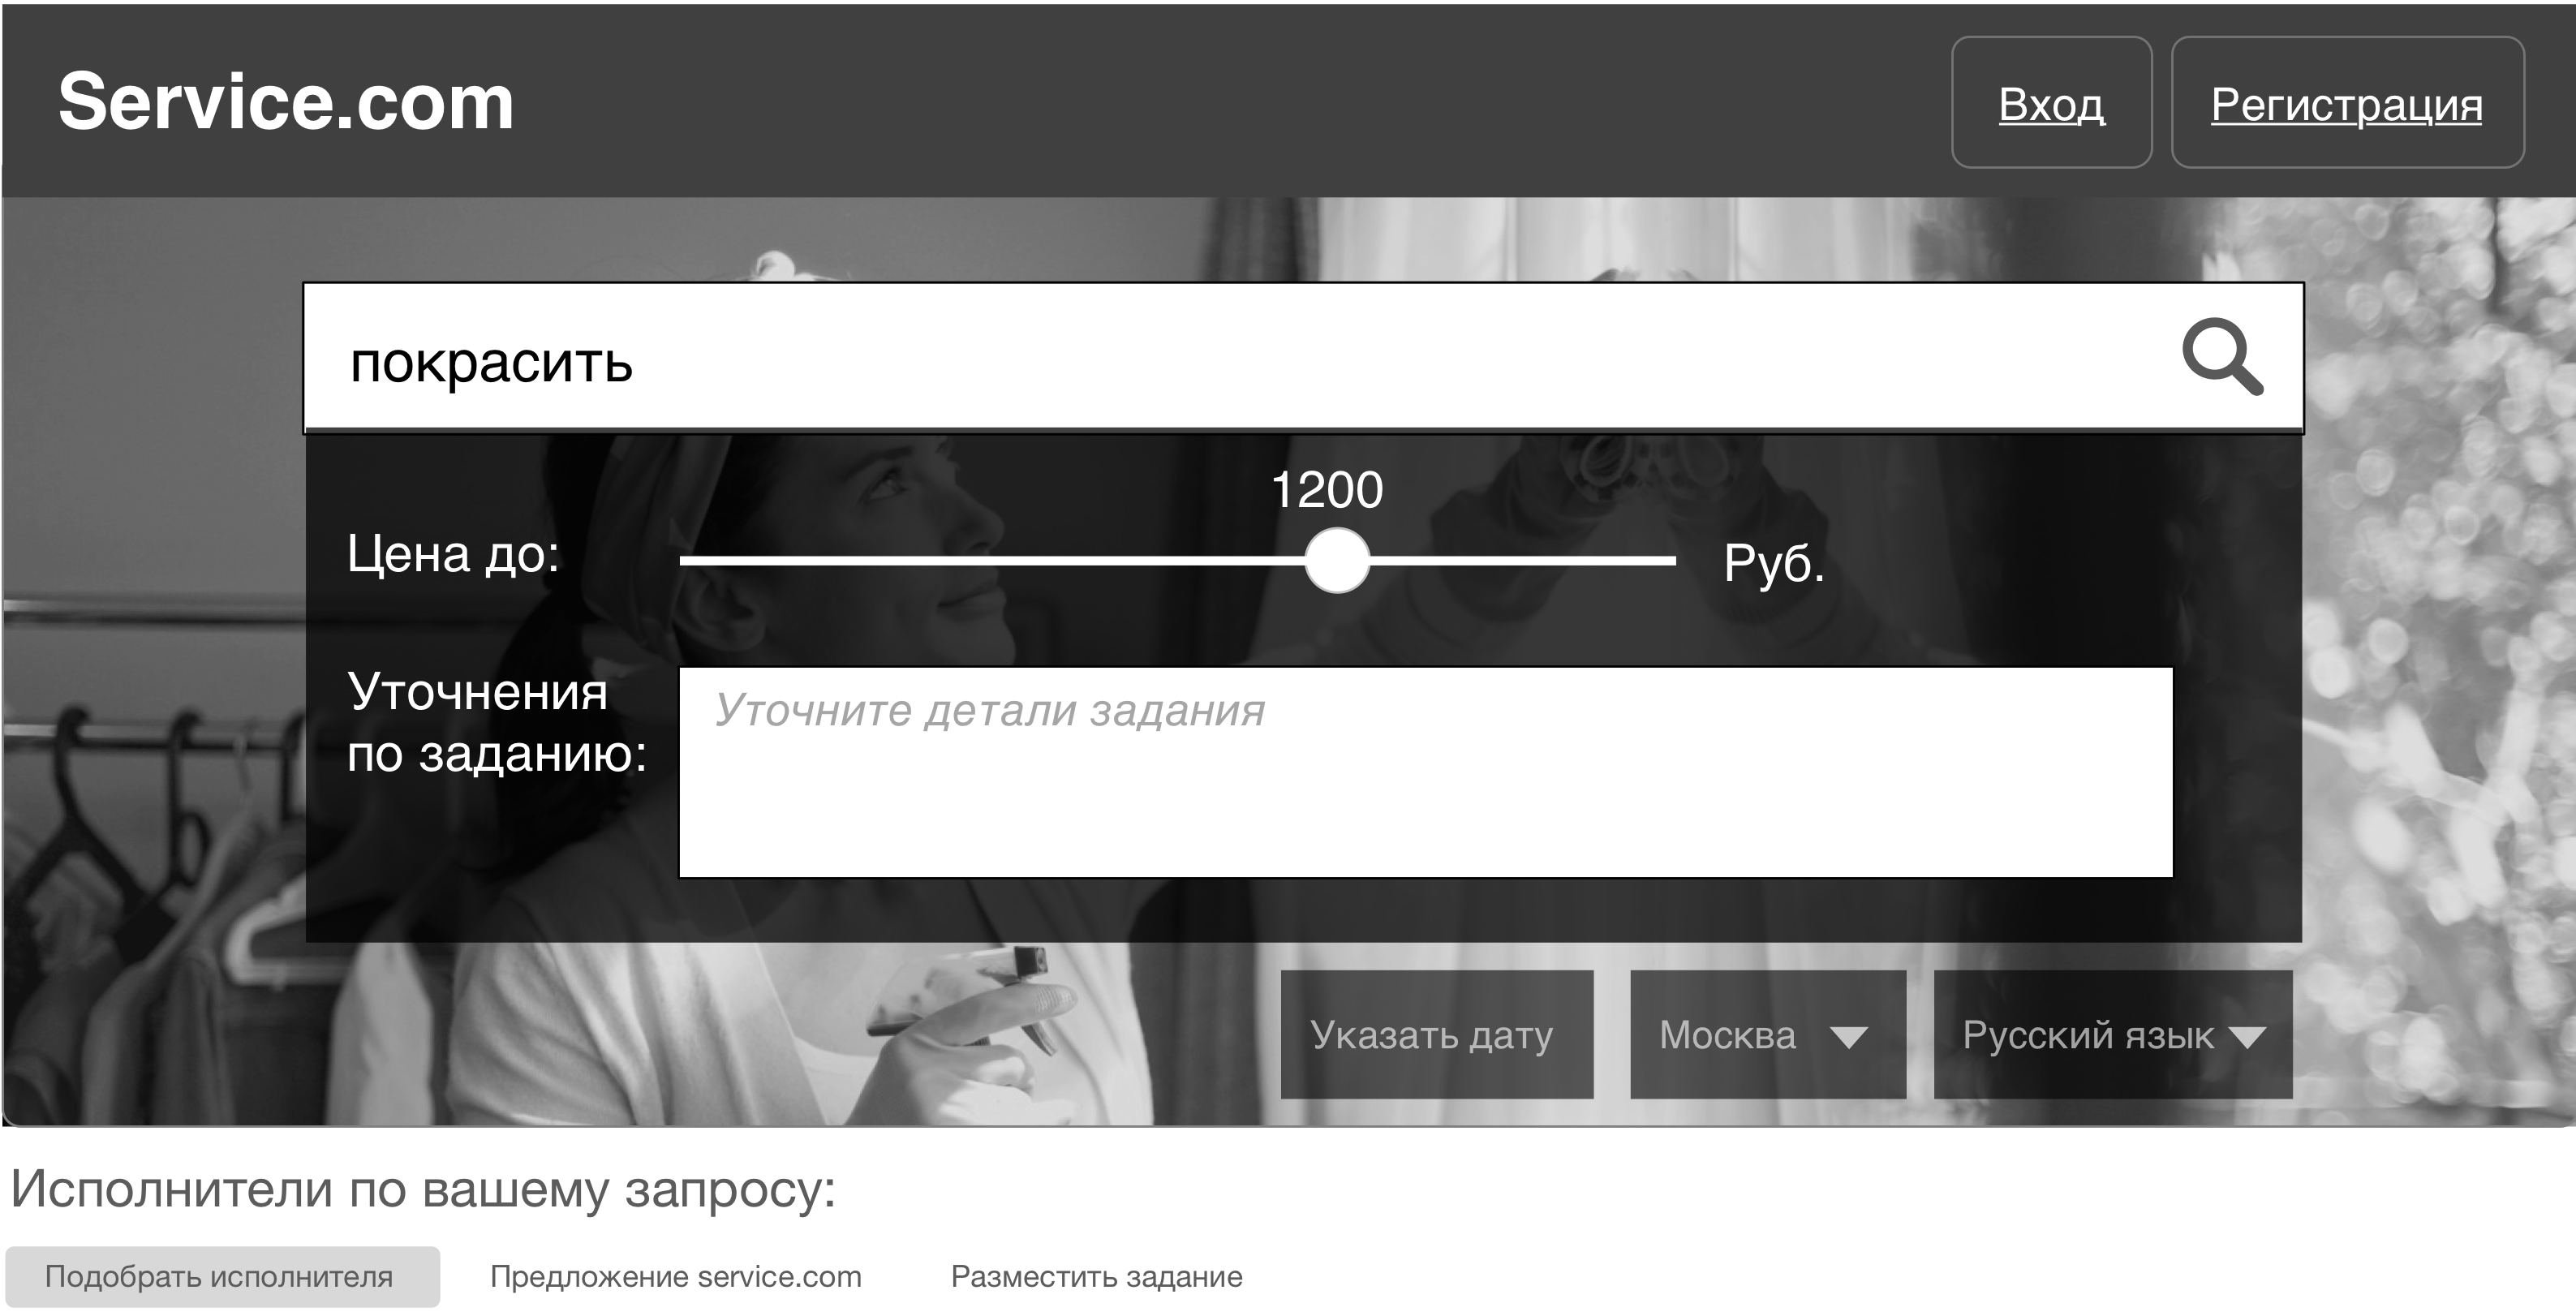 Service.com
Вход
Регистрация
покрасить
1200
Цена до:
Руб.
Уточнения
по заданию:
Уточните детали задания
Указать дату
Москва
Русский язык
Исполнители по вашему запросу:
Подобрать исполнителя
Предложение service.com
Разместить задание